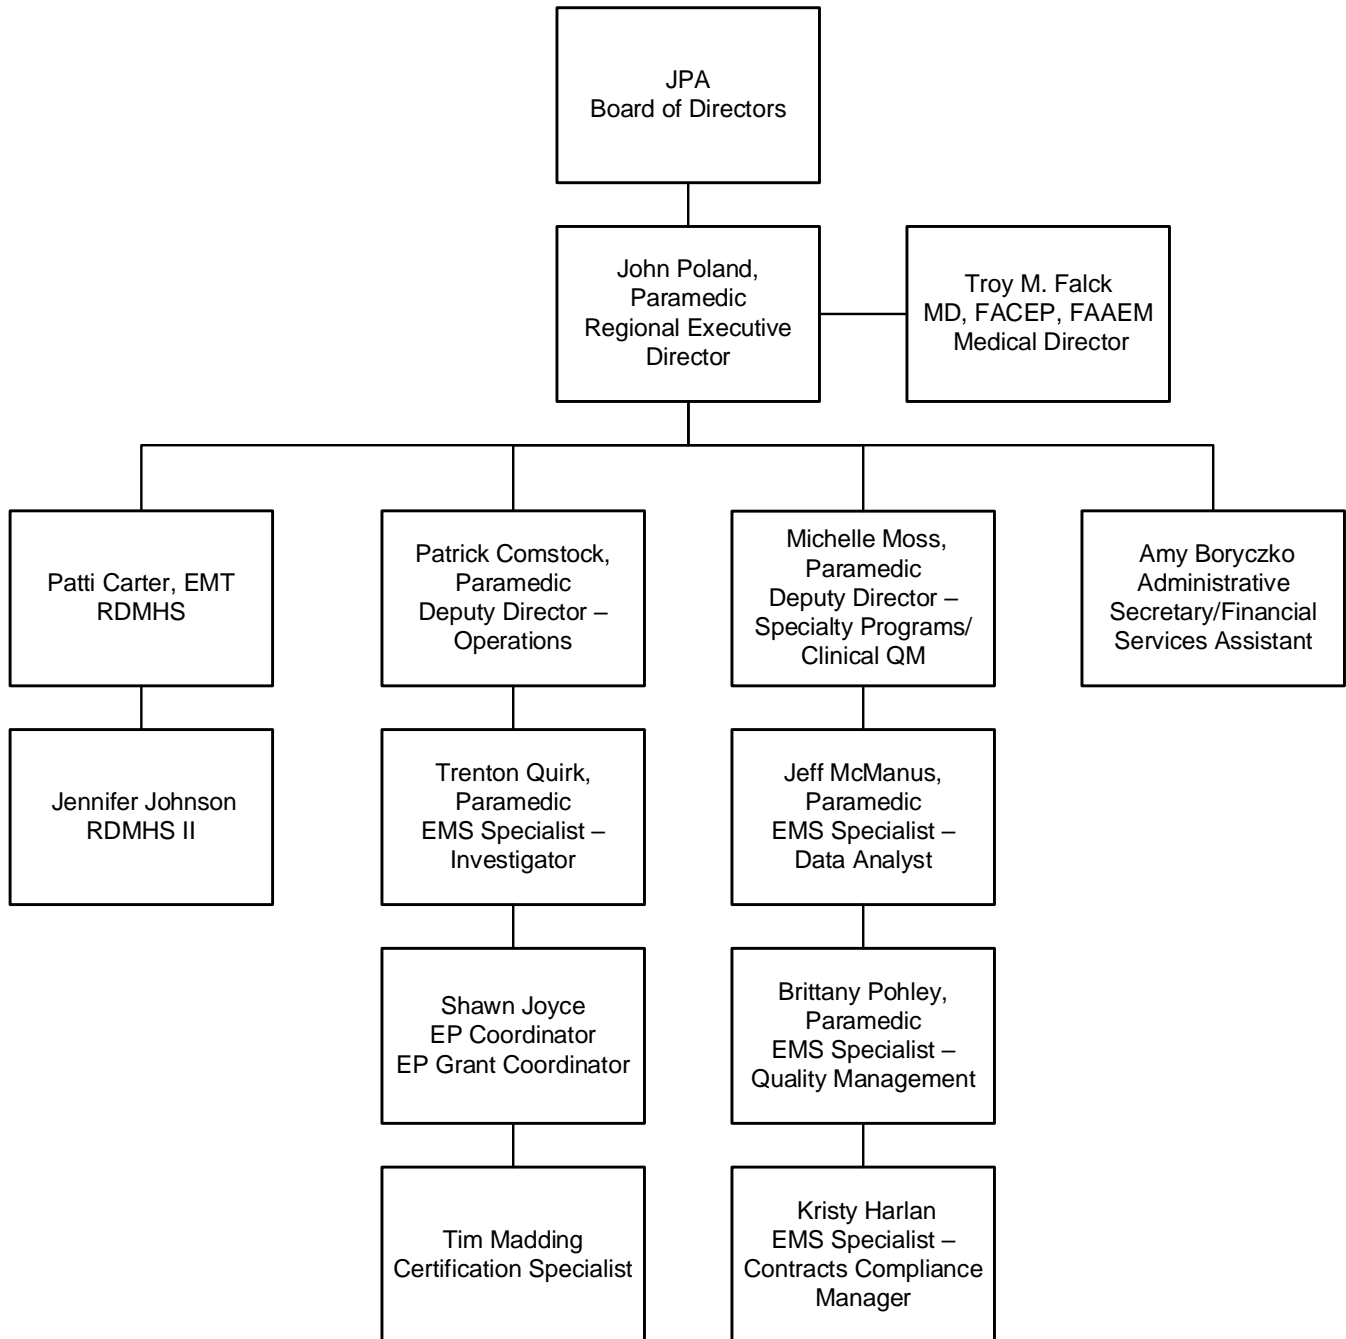 JPA
Board of Directors
John Poland,
Paramedic
Regional Executive
Director
Troy M. Falck
MD, FACEP, FAAEM
Medical Director
Patti Carter, EMT
RDMHS
Patrick Comstock,
Paramedic
Deputy Director –
Operations
Michelle Moss,
Paramedic
Deputy Director –
Specialty Programs/
Clinical QM
Amy Boryczko
Administrative
Secretary/Financial
Services Assistant
Jennifer Johnson
RDMHS II
Trenton Quirk,
Paramedic
EMS Specialist –
Investigator
Jeff McManus,
Paramedic
EMS Specialist –
Data Analyst
Shawn Joyce
EP Coordinator
EP Grant Coordinator
Brittany Pohley,
Paramedic
EMS Specialist –
Quality Management
Tim Madding
Certification Specialist
Kristy Harlan
EMS Specialist –
Contracts Compliance
Manager